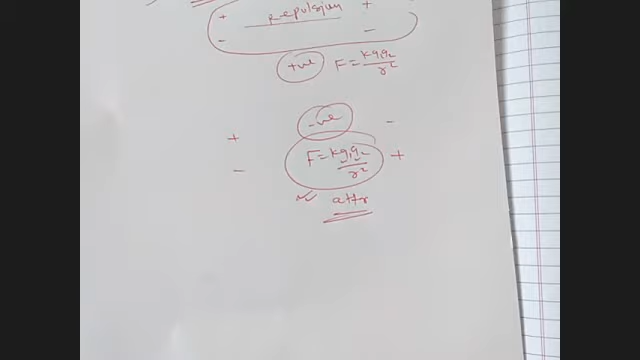 + Repulsion +
- -
+ve F = kq₁q₂/r²
+ -ve -
- F = kq₁q₂/r² +
attr